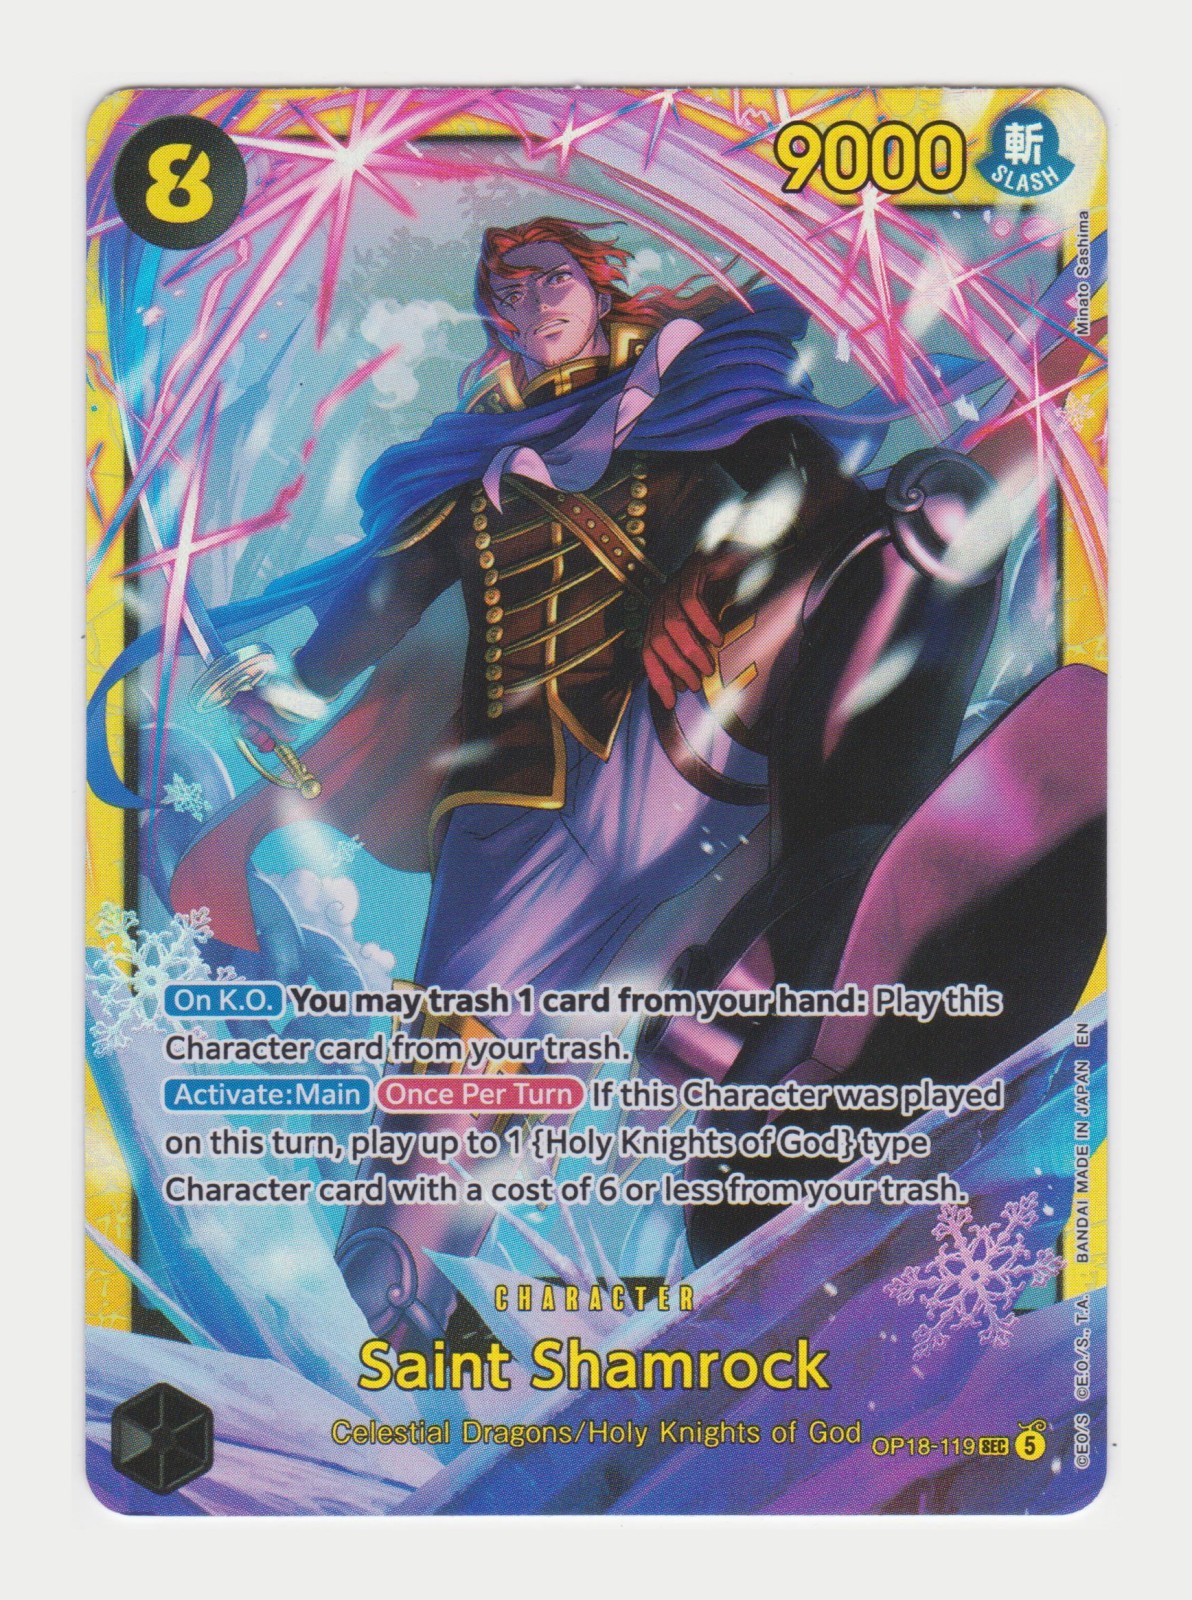 8
9000
斬
SLASH
Minato Sashima
On K.O. You may trash 1 card from your hand: Play this
Character card from your trash.
Activate:Main Once Per Turn If this Character was played
on this turn, play up to 1 {Holy Knights of God} type
Character card with a cost of 6 or less from your trash.
CHARACTER
Saint Shamrock
Celestial Dragons/Holy Knights of God
OP18-119 SEC 5
©EO/S ©E.O./S., T.A. BANDAI MADE IN JAPAN EN